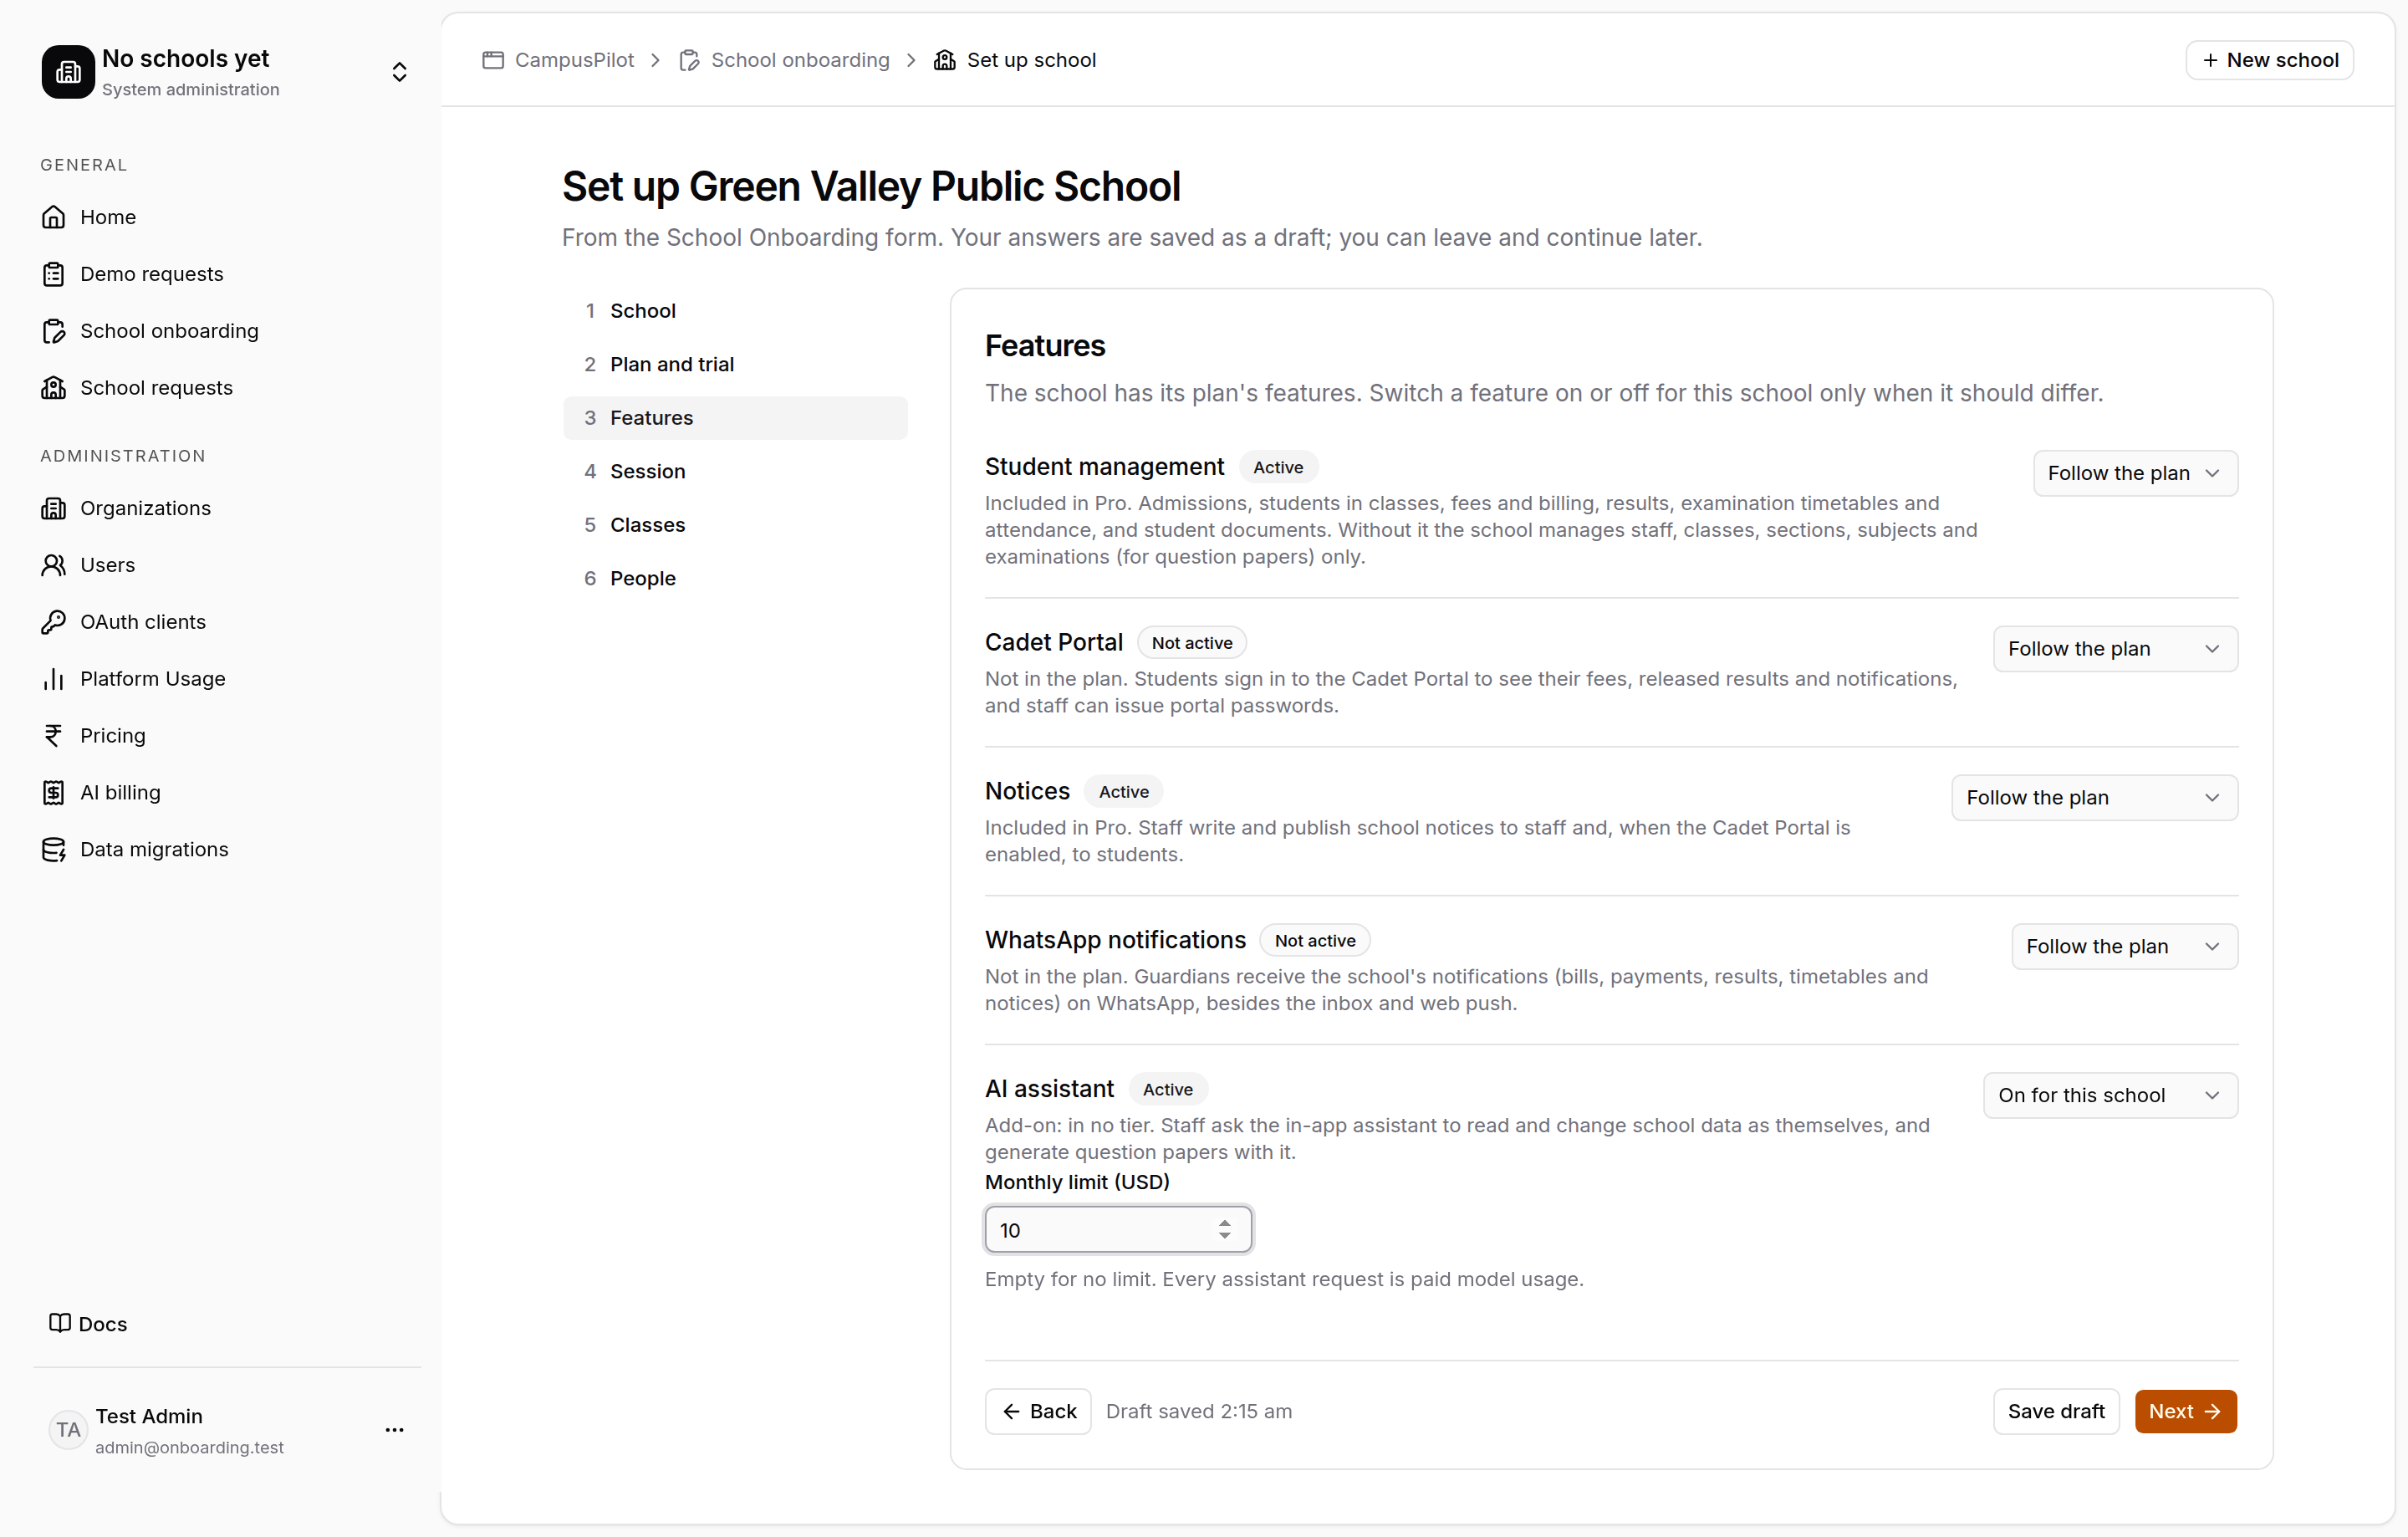 No schools yet
System administration
GENERAL
Home
Demo requests
School onboarding
School requests
ADMINISTRATION
Organizations
Users
OAuth clients
Platform Usage
Pricing
AI billing
Data migrations
Docs
TA
Test Admin
admin@onboarding.test
CampusPilot
School onboarding
Set up school
New school
Set up Green Valley Public School
From the School Onboarding form. Your answers are saved as a draft; you can leave and continue later.
1 School
2 Plan and trial
3 Features
4 Session
5 Classes
6 People
Features
The school has its plan's features. Switch a feature on or off for this school only when it should differ.
Student management Active
Follow the plan
Included in Pro. Admissions, students in classes, fees and billing, results, examination timetables and
attendance, and student documents. Without it the school manages staff, classes, sections, subjects and
examinations (for question papers) only.
Cadet Portal Not active
Follow the plan
Not in the plan. Students sign in to the Cadet Portal to see their fees, released results and notifications,
and staff can issue portal passwords.
Notices Active
Follow the plan
Included in Pro. Staff write and publish school notices to staff and, when the Cadet Portal is
enabled, to students.
WhatsApp notifications Not active
Follow the plan
Not in the plan. Guardians receive the school's notifications (bills, payments, results, timetables and
notices) on WhatsApp, besides the inbox and web push.
AI assistant Active
On for this school
Add-on: in no tier. Staff ask the in-app assistant to read and change school data as themselves, and
generate question papers with it.
Monthly limit (USD)
10
Empty for no limit. Every assistant request is paid model usage.
Back
Draft saved 2:15 am
Save draft
Next